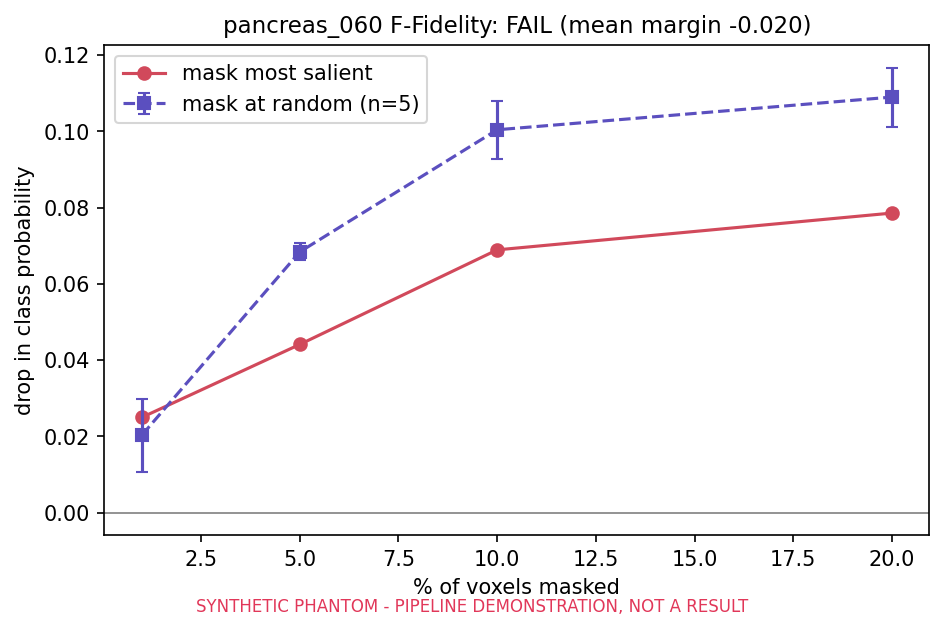 pancreas_060 F-Fidelity: FAIL (mean margin -0.020)
mask most salient
mask at random (n=5)
drop in class probability
0.12
0.10
0.08
0.06
0.04
0.02
0.00
2.5 5.0 7.5 10.0 12.5 15.0 17.5 20.0
% of voxels masked
SYNTHETIC PHANTOM - PIPELINE DEMONSTRATION, NOT A RESULT